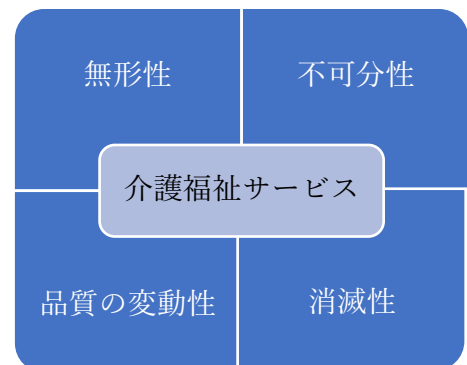 無形性
不可分性
介護福祉サービス
品質の変動性
消滅性